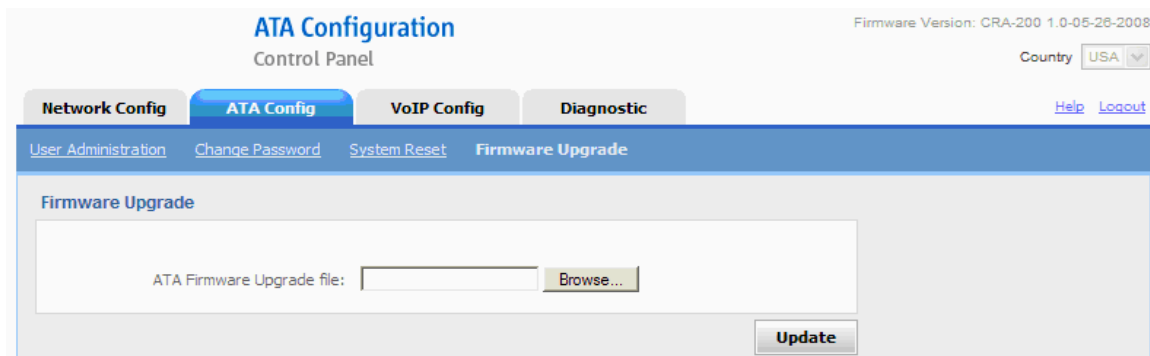 ATA Configuration
Control Panel
Firmware Version: CRA-200 1.0-05-26-2008
Country USA
Network Config ATA Config VoIP Config Diagnostic
Help Logout
User Administration Change Password System Reset Firmware Upgrade
Firmware Upgrade
ATA Firmware Upgrade file: Browse...
Update